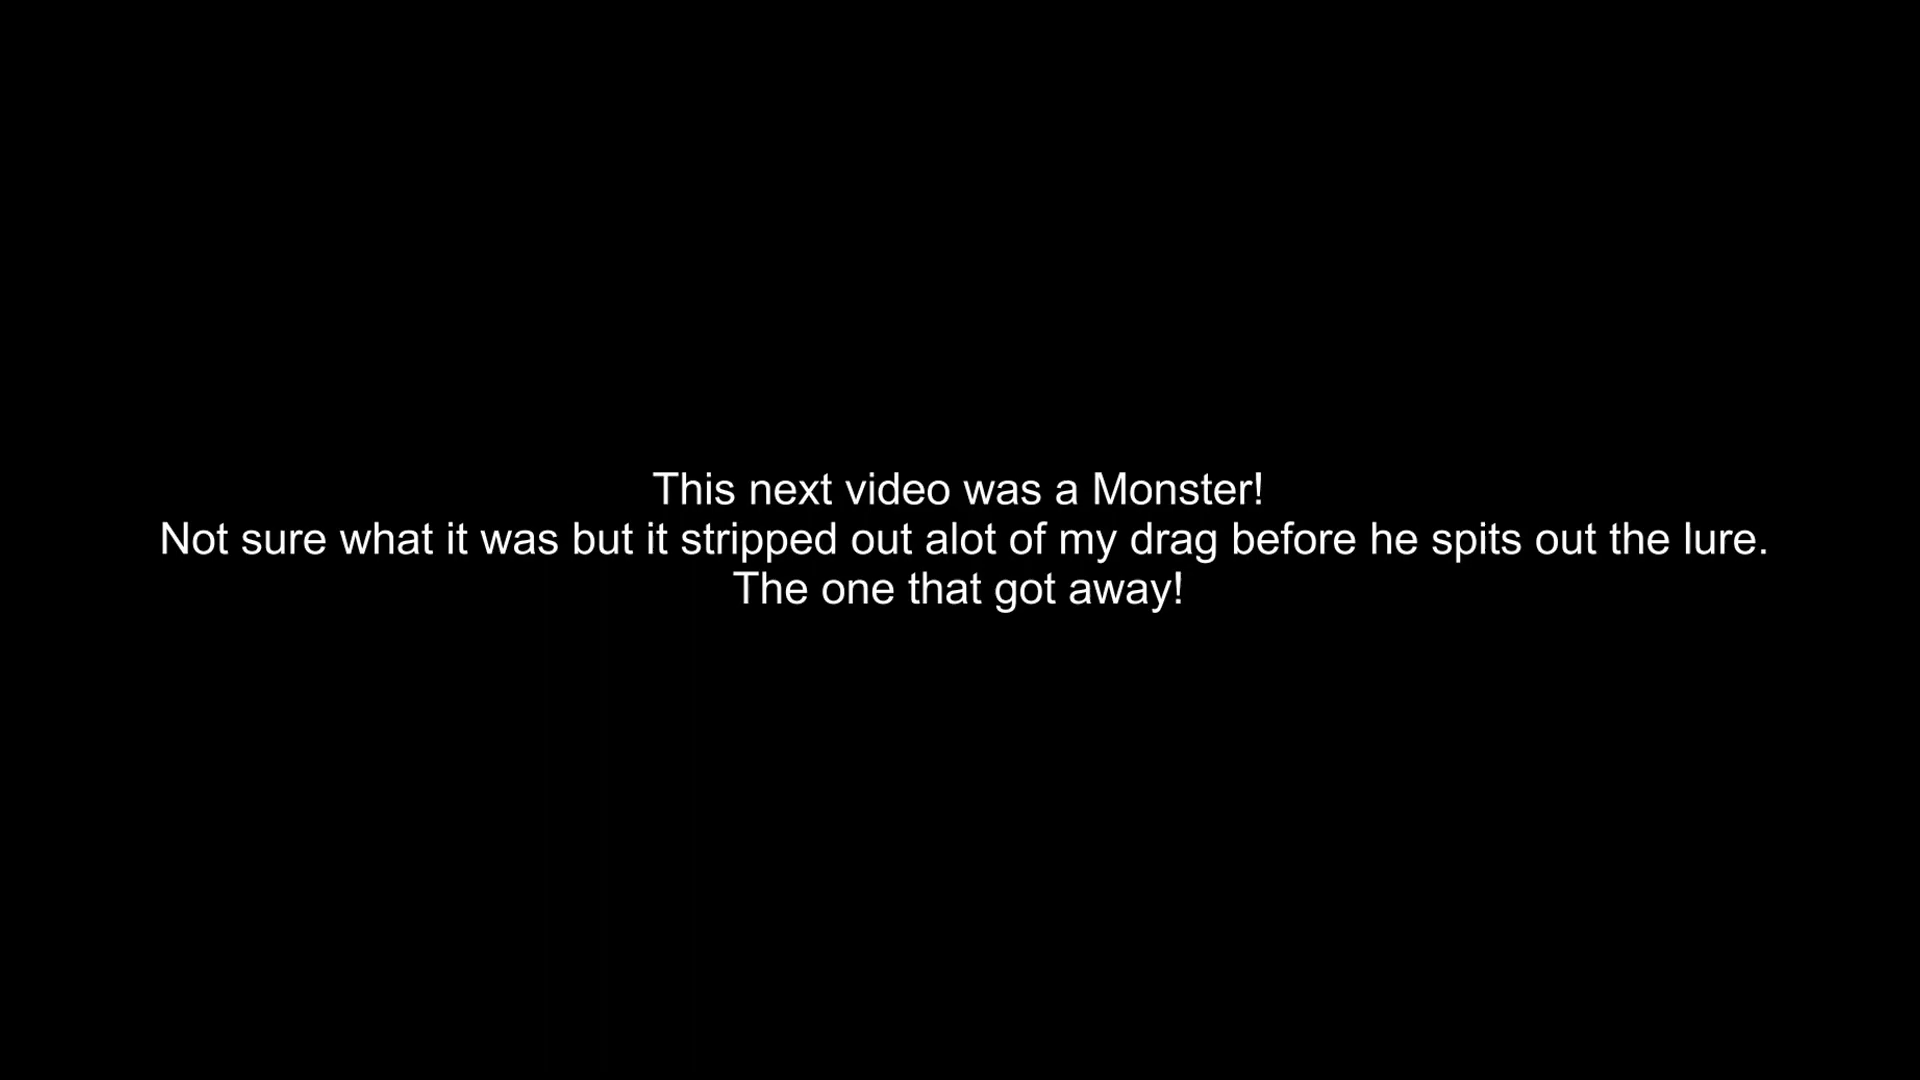 This next video was a Monster!
Not sure what it was but it stripped out alot of my drag before he spits out the lure.
The one that got away!